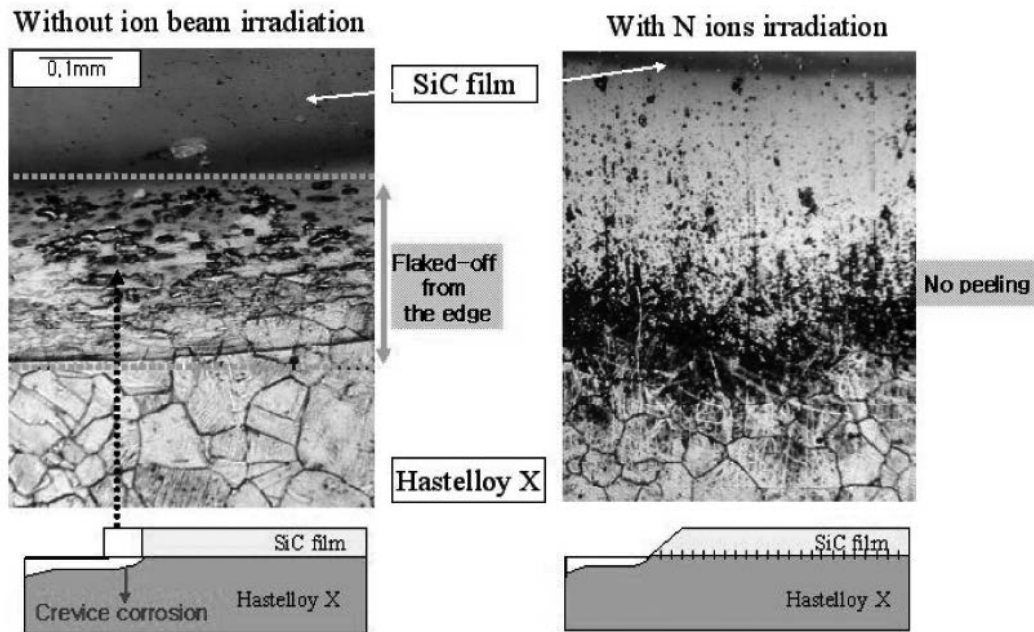 Without ion beam irradiation
With N ions irradiation
0.1mm
SiC film
Flaked-off
from
the edge
No peeling
Hastelloy X
SiC film
Hastelloy X
Crevice corrosion
SiC film
Hastelloy X